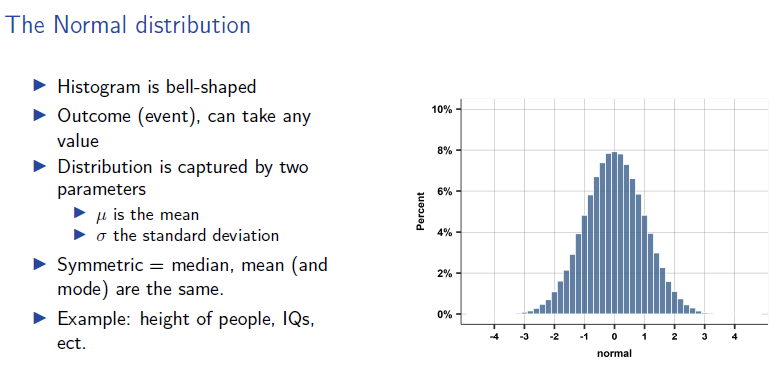 The Normal distribution
Histogram is bell-shaped
Outcome (event), can take any
value
Distribution is captured by two
parameters
μ is the mean
σ the standard deviation
Symmetric = median, mean (and
mode) are the same.
Example: height of people, IQs,
ect.
10%
8%
6%
4%
2%
0%
Percent
-4 -3 -2 -1 0 1 2 3 4
normal